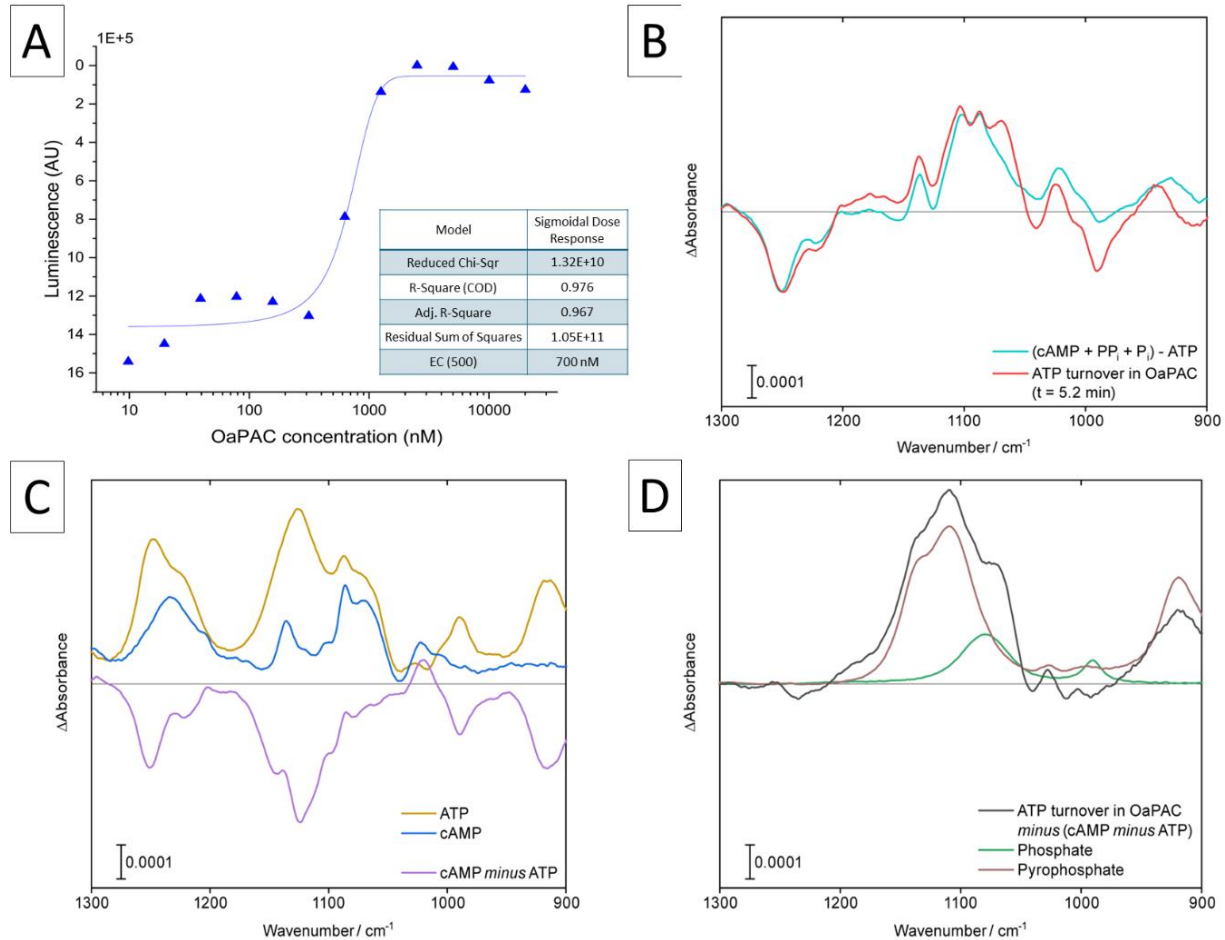 A
1E+5
0
2
4
6
8
10
12
14
16
Luminescence (AU)
10
100
1000
10000
OaPAC concentration (nM)
Model Sigmoidal Dose Response
Reduced Chi-Sqr 1.32E+10
R-Square (COD) 0.976
Adj. R-Square 0.967
Residual Sum of Squares 1.05E+11
EC (500) 700 nM
B
ΔAbsorbance
0.0001
(cAMP + PPi + Pi) - ATP
ATP turnover in OaPAC
(t = 5.2 min)
1300 1200 1100 1000 900
Wavenumber / cm⁻¹
C
ΔAbsorbance
0.0001
ATP
cAMP
cAMP minus ATP
1300 1200 1100 1000 900
Wavenumber / cm⁻¹
D
ΔAbsorbance
0.0001
ATP turnover in OaPAC
minus (cAMP minus ATP)
Phosphate
Pyrophosphate
1300 1200 1100 1000 900
Wavenumber / cm⁻¹